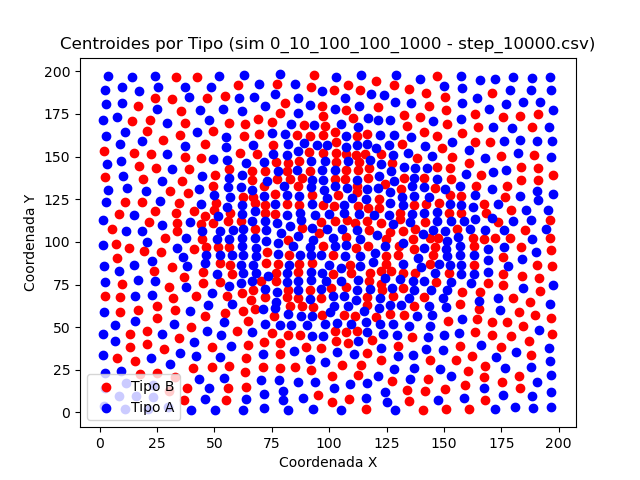 Centroides por Tipo (sim 0_10_100_100_1000 - step_10000.csv)
Coordenada Y
200
175
150
125
100
75
50
25
0
Tipo B
Tipo A
0 25 50 75 100 125 150 175 200
Coordenada X